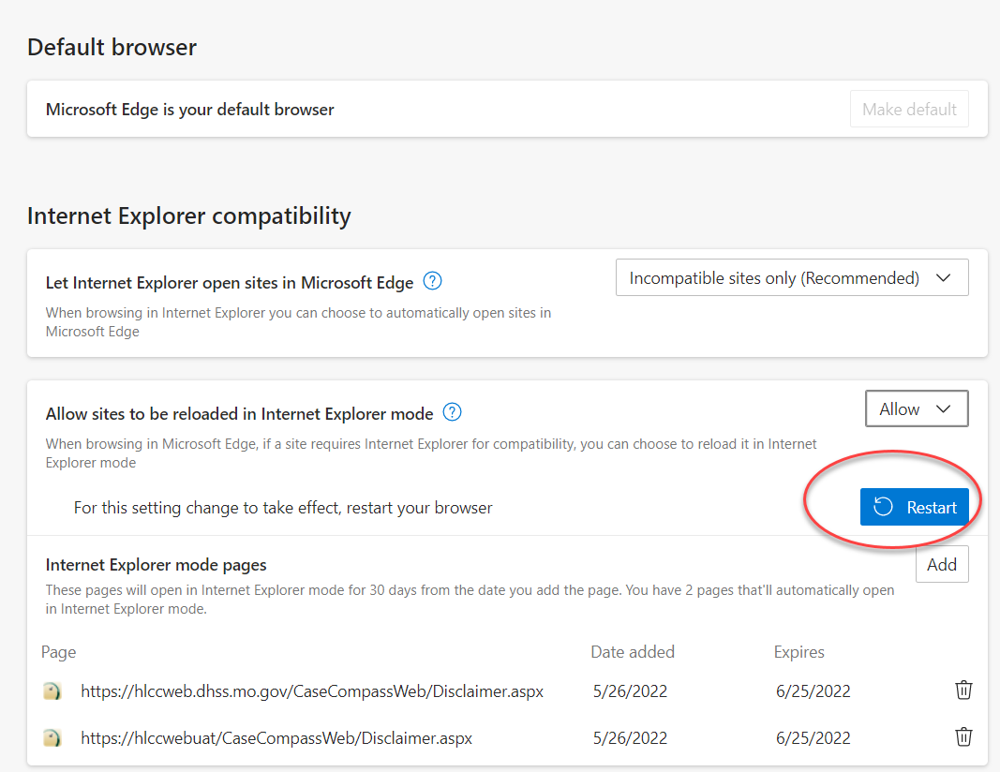 Default browser
Microsoft Edge is your default browser
Make default
Internet Explorer compatibility
Let Internet Explorer open sites in Microsoft Edge ?
Incompatible sites only (Recommended)
When browsing in Internet Explorer you can choose to automatically open sites in
Microsoft Edge
Allow sites to be reloaded in Internet Explorer mode ?
Allow
When browsing in Microsoft Edge, if a site requires Internet Explorer for compatibility, you can choose to reload it in Internet
Explorer mode
For this setting change to take effect, restart your browser
Restart
Internet Explorer mode pages
Add
These pages will open in Internet Explorer mode for 30 days from the date you add the page. You have 2 pages that'll automatically open
in Internet Explorer mode.
Page Date added Expires
https://hlccweb.dhss.mo.gov/CaseCompassWeb/Disclaimer.aspx 5/26/2022 6/25/2022
https://hlccwebuat/CaseCompassWeb/Disclaimer.aspx 5/26/2022 6/25/2022